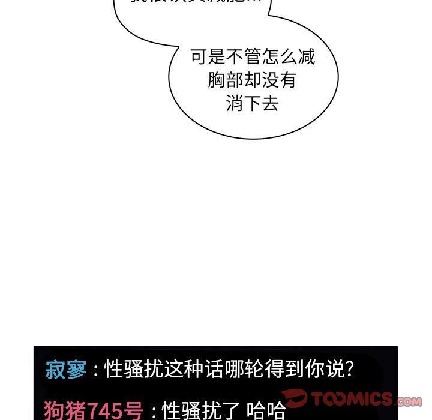 可是不管怎么减
胸部却没有
消下去
寂寥：性骚扰这种话哪轮得到你说?
TOOMICS.COM
狗猪745号：性骚扰了 哈哈